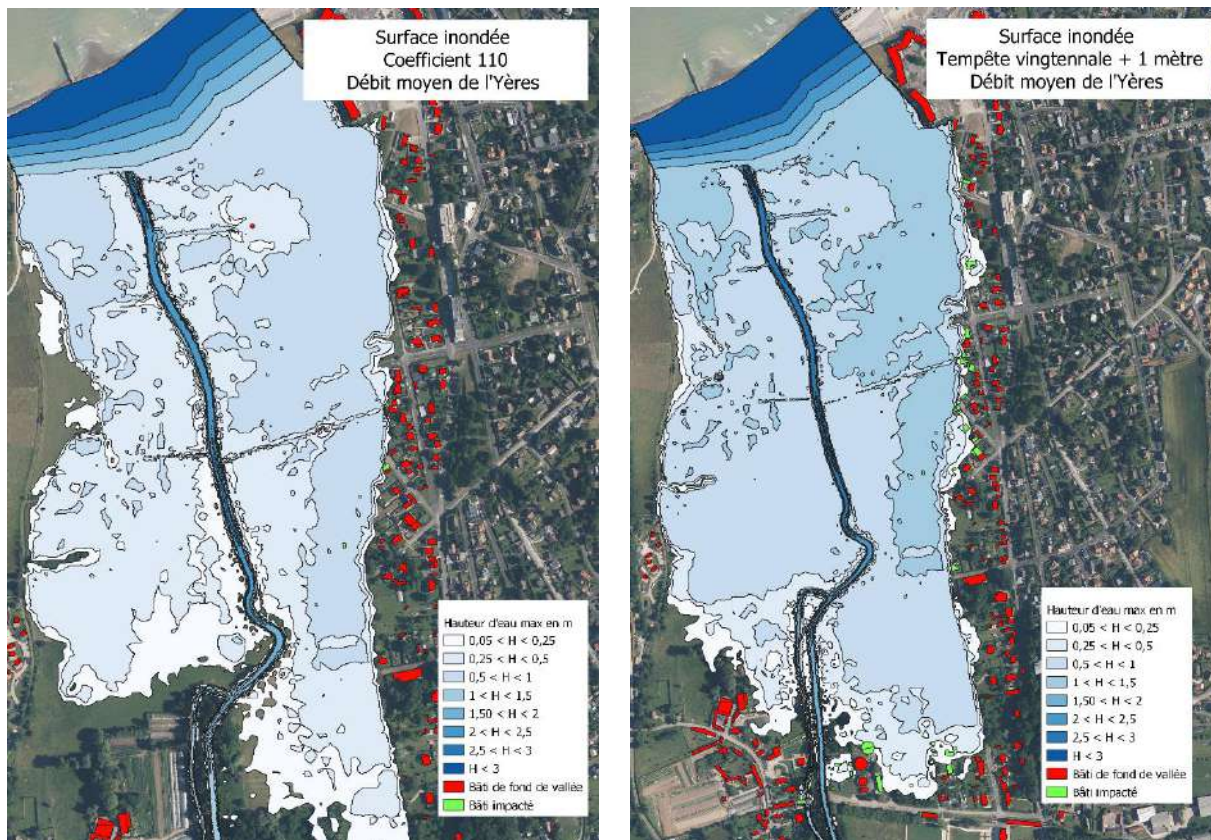 Surface inondée
Coefficient 110
Débit moyen de l'Yères
Hauteur d'eau max en m
0,05 < H < 0,25
0,25 < H < 0,5
0,5 < H < 1
1 < H < 1,5
1,50 < H < 2
2 < H < 2,5
2,5 < H < 3
H < 3
Bâti de fond de vallée
Bâti impacté
Surface inondée
Tempête vingtennale + 1 mètre
Débit moyen de l'Yères
Hauteur d'eau max en m
0,05 < H < 0,25
0,25 < H < 0,5
0,5 < H < 1
1 < H < 1,5
1,50 < H < 2
2 < H < 2,5
2,5 < H < 3
H < 3
Bâti de fond de vallée
Bâti impacté